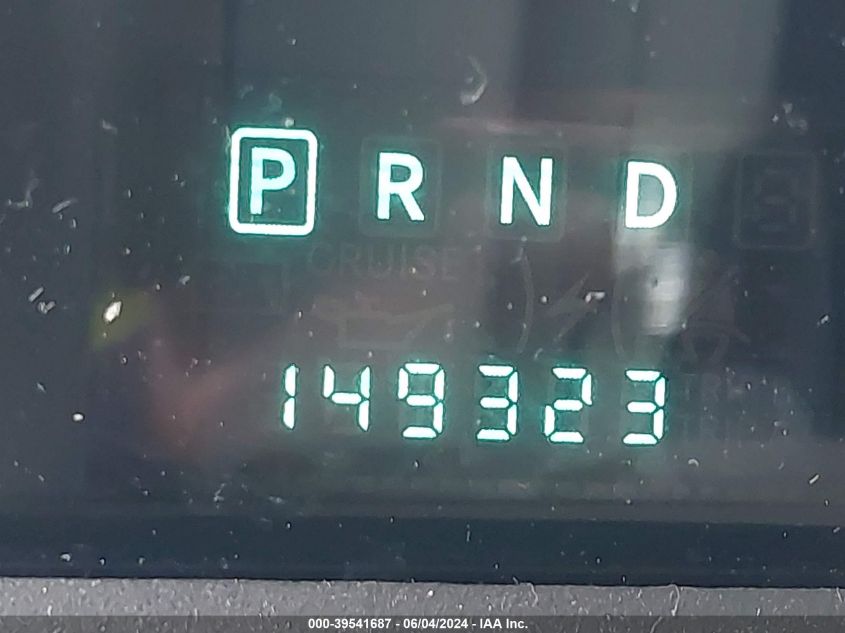 P R N D
CRUISE
149323
000-39541687 - 06/04/2024 - IAA Inc.